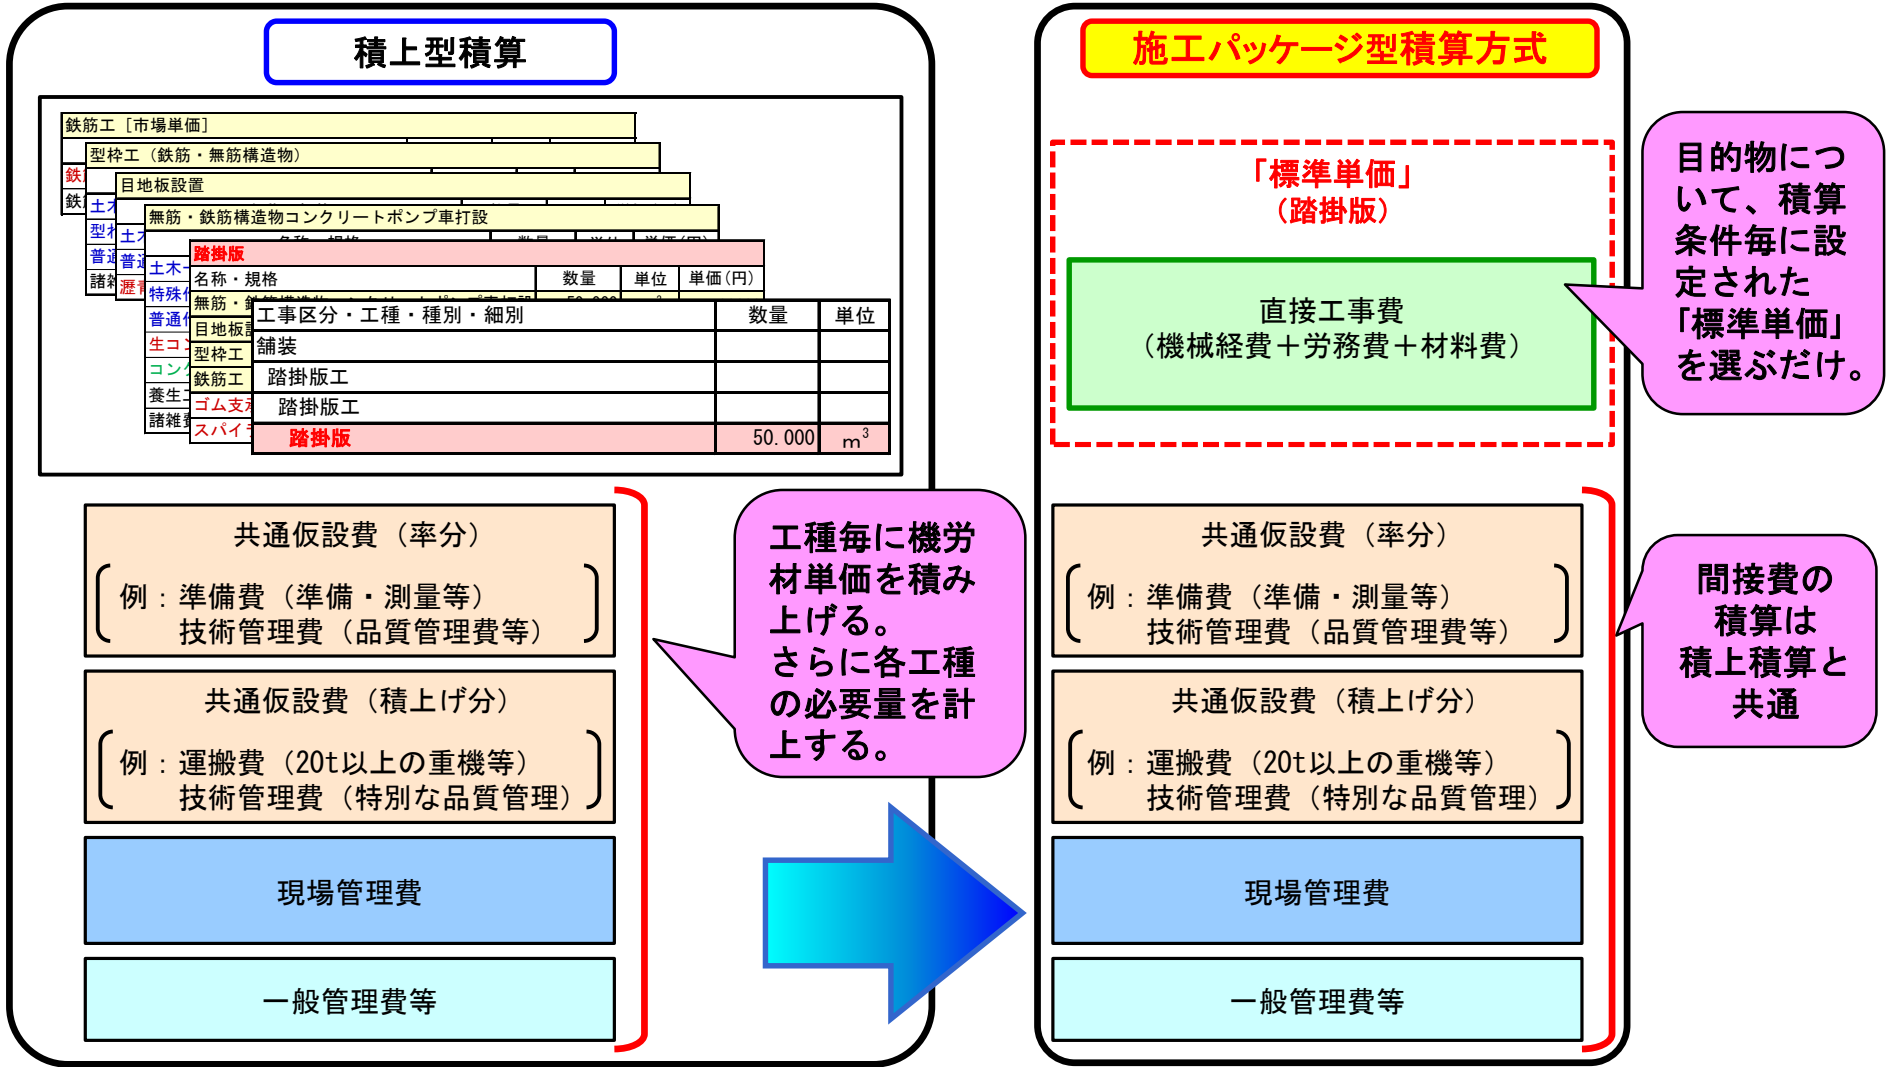 積上型積算
鉄筋工［市場単価］
型枠工（鉄筋・無筋構造物）
目地板設置
無筋・鉄筋構造物コンクリートポンプ車打設
踏掛版
名称・規格 数量 単位 単価(円)
目地板
型枠工
鉄筋工
工事区分・工種・種別・細別 数量 単位
舗装
踏掛版工
踏掛版工
踏掛版 50.000 m³
共通仮設費（率分）
例：準備費（準備・測量等）
技術管理費（品質管理費等）
共通仮設費（積上げ分）
例：運搬費（20t以上の重機等）
技術管理費（特別な品質管理）
現場管理費
一般管理費等
工種毎に機労
材単価を積み
上げる。
さらに各工種
の必要量を計
上する。
施工パッケージ型積算方式
「標準単価」
（踏掛版）
直接工事費
（機械経費＋労務費＋材料費）
目的物につ
いて、積算
条件毎に設
定された
「標準単価」
を選ぶだけ。
共通仮設費（率分）
例：準備費（準備・測量等）
技術管理費（品質管理費等）
共通仮設費（積上げ分）
例：運搬費（20t以上の重機等）
技術管理費（特別な品質管理）
現場管理費
一般管理費等
間接費の
積算は
積上積算と
共通